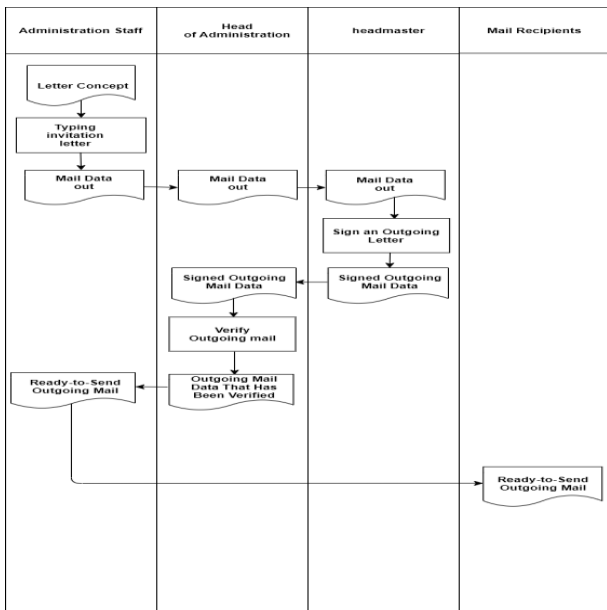 Administration Staff
Head
of Administration
headmaster
Mail Recipients
Letter Concept
Typing
invitation
letter
Mail Data
out
Mail Data
out
Mail Data
out
Sign an Outgoing
Letter
Signed Outgoing
Mail Data
Signed Outgoing
Mail Data
Verify
Outgoing mail
Ready-to-Send
Outgoing Mail
Outgoing Mail
Data That Has
Been Verified
Ready-to-Send
Outgoing Mail